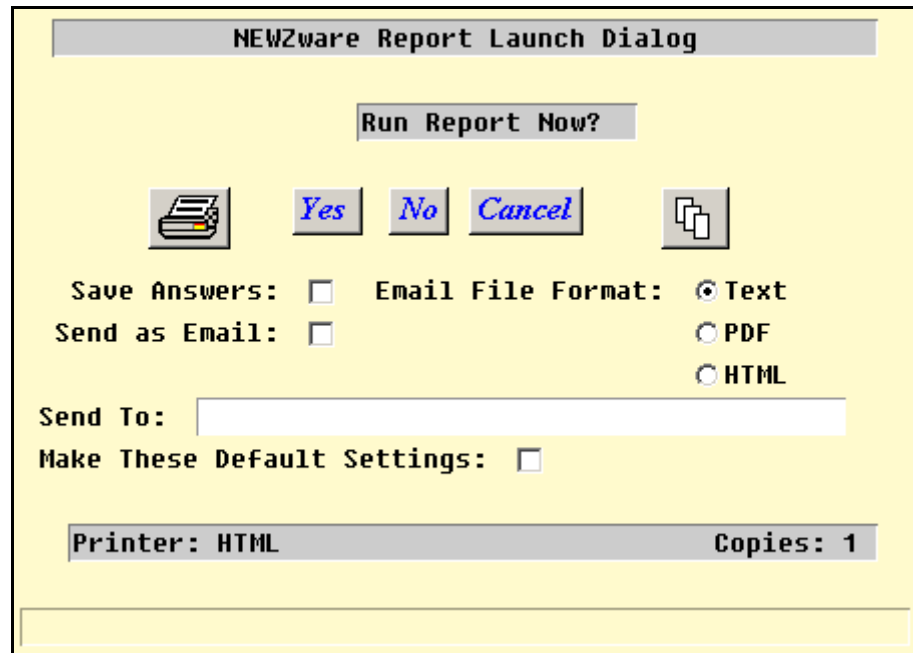 NEWZware Report Launch Dialog
Run Report Now?
Yes No Cancel
Save Answers: Email File Format: Text
Send as Email: PDF
HTML
Send To:
Make These Default Settings:
Printer: HTML Copies: 1